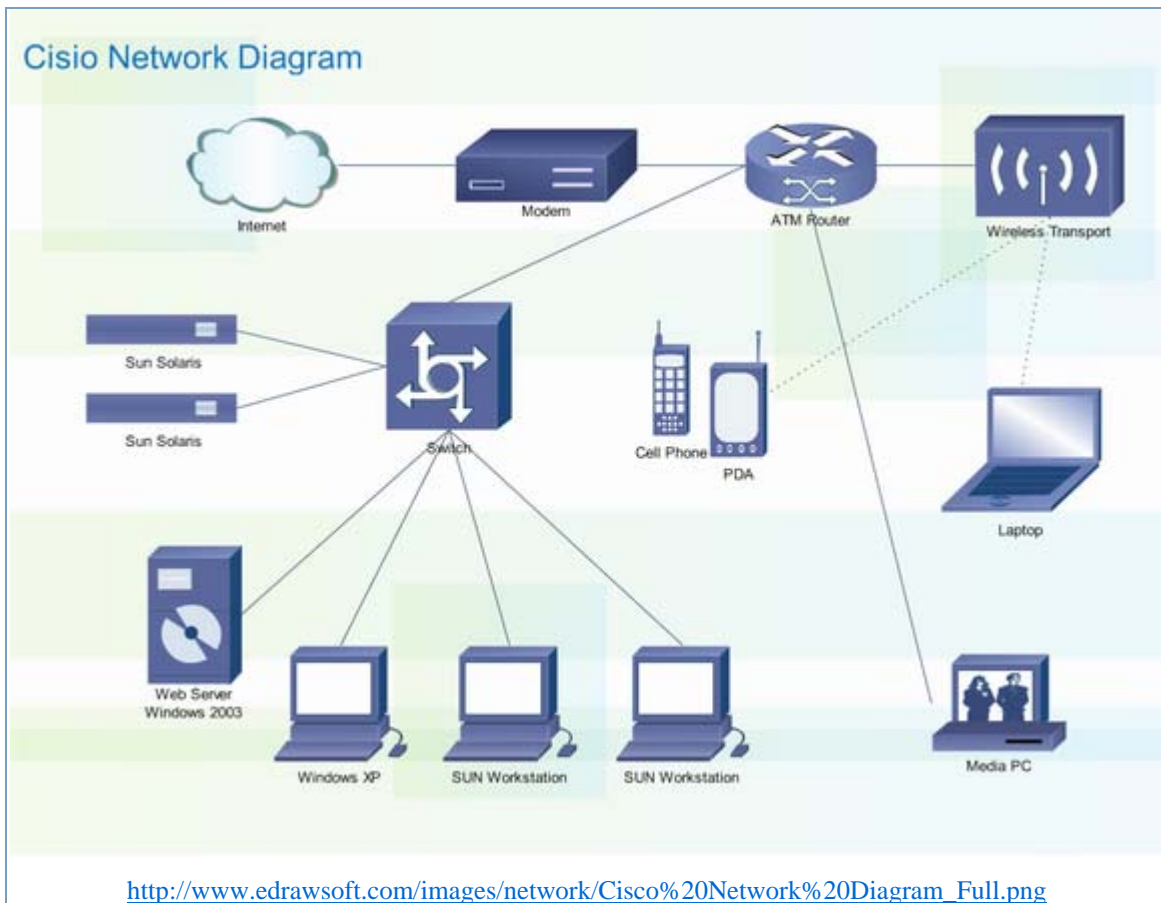 Cisio Network Diagram
Internet
Modem
ATM Router
Wireless Transport
Sun Solaris
Sun Solaris
Switch
Cell Phone
PDA
Laptop
Web Server
Windows 2003
Windows XP
SUN Workstation
SUN Workstation
Media PC
http://www.edrawsoft.com/images/network/Cisco%20Network%20Diagram_Full.png